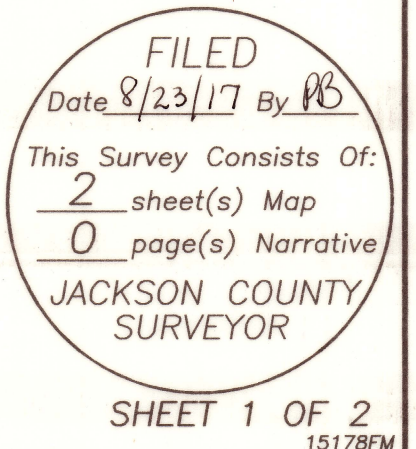 FILED
Date 8/23/17 By PB
This Survey Consists Of:
2 sheet(s) Map
0 page(s) Narrative
JACKSON COUNTY
SURVEYOR
SHEET 1 OF 2
15178FM